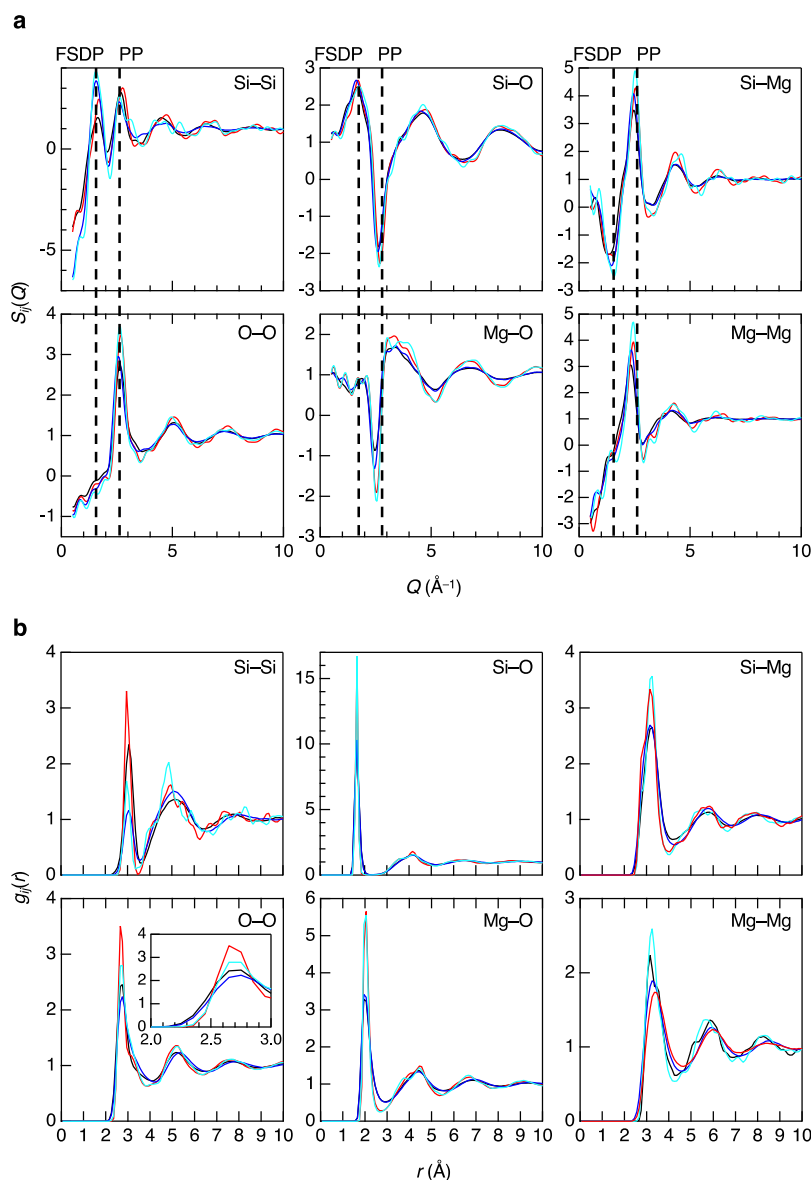 a
FSDP PP FSDP PP FSDP PP
Si–Si Si–O Si–Mg
0 -5
3 2 1 0 -1 -2 -3
5 4 3 2 1 0 -1 -2 -3
O–O Mg–O Mg–Mg
4 3 2 1 0 -1
3 2 1 0 -1 -2 -3
5 4 3 2 1 0 -1 -2 -3
Sij(Q)
0 5 10 0 5 10 0 5 10
Q (Å⁻¹)
b
Si–Si Si–O Si–Mg
4 3 2 1 0
15 10 5 0
4 3 2 1 0
O–O Mg–O Mg–Mg
4 3 2 1 0
4 3 2 1 0
2.0 2.5 3.0
6 5 4 3 2 1 0
3 2 1 0
gij(r)
0 1 2 3 4 5 6 7 8 9 10 0 1 2 3 4 5 6 7 8 9 10 0 1 2 3 4 5 6 7 8 9 10
r (Å)